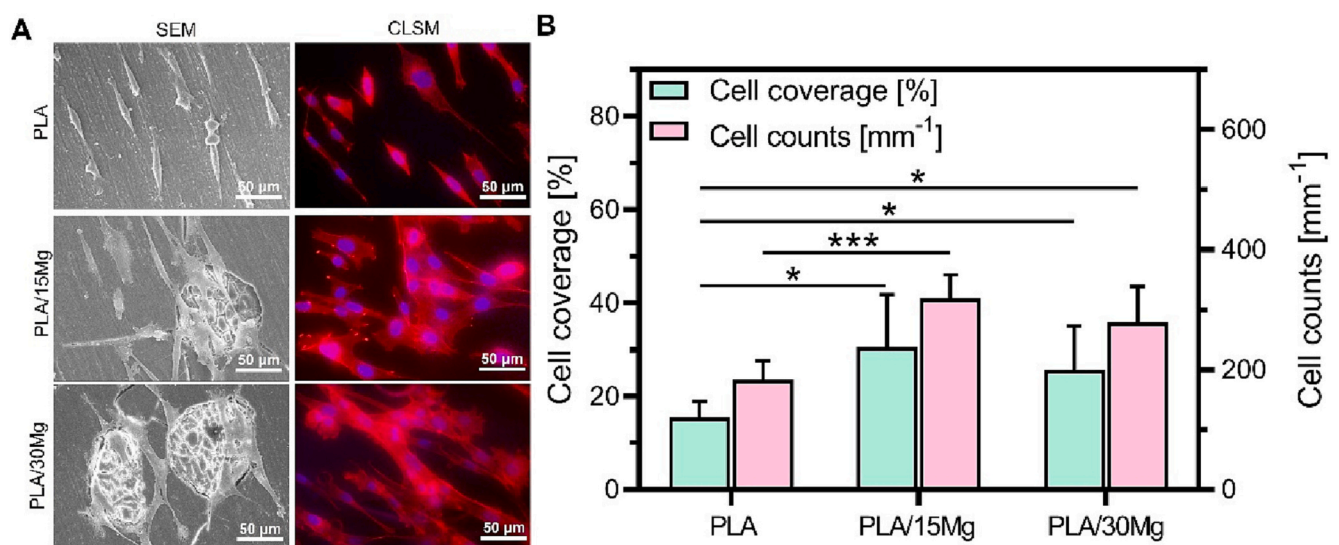 A
SEM
CLSM
PLA
50 µm
50 µm
PLA/15Mg
50 µm
50 µm
PLA/30Mg
50 µm
50 µm
B
Cell coverage [%]
Cell counts [mm⁻¹]
Cell coverage [%]
80
60
40
20
0
*
*
***
*
PLA
PLA/15Mg
PLA/30Mg
600
400
200
0
Cell counts [mm⁻¹]